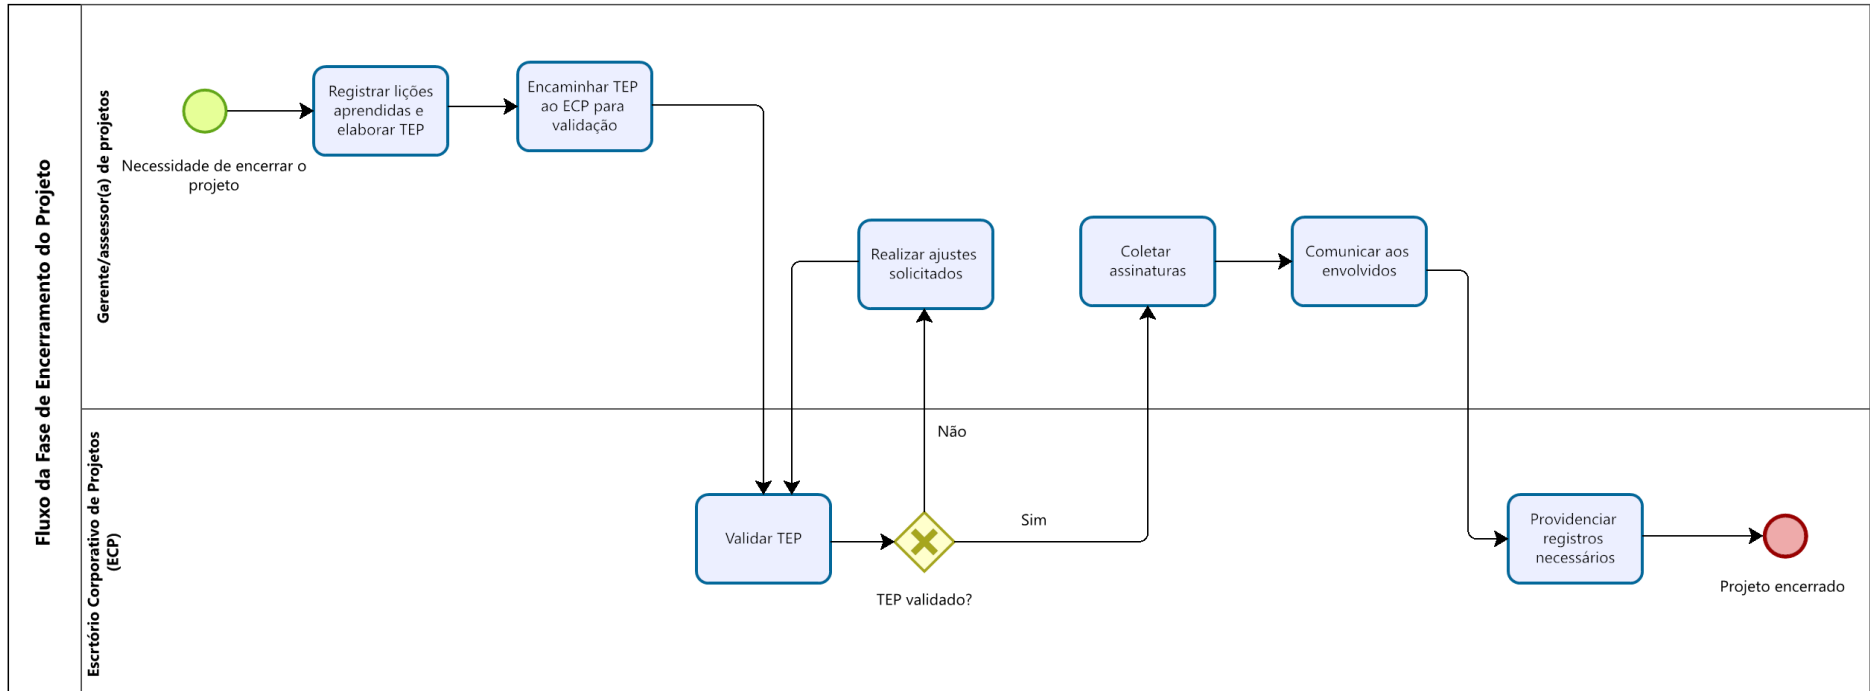 Fluxo da Fase de Encerramento do Projeto
Gerente/assessor(a) de projetos
Necessidade de encerrar o
projeto
Registrar lições
aprendidas e
elaborar TEP
Encaminhar TEP
ao ECP para
validação
Realizar ajustes
solicitados
Coletar
assinaturas
Comunicar aos
envolvidos
Escrtório Corporativo de Projetos
(ECP)
Validar TEP
Não
Sim
TEP validado?
Providenciar
registros
necessários
Projeto encerrado